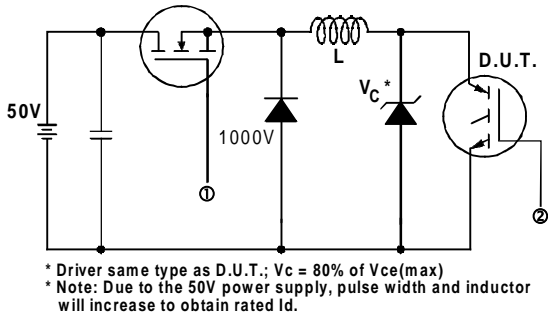 L
D.U.T.
V C *
50V
1000V
①
②
* Driver same type as D.U.T.; Vc = 80% of Vce(max)
* Note: Due to the 50V power supply, pulse width and inductor
will increase to obtain rated Id.